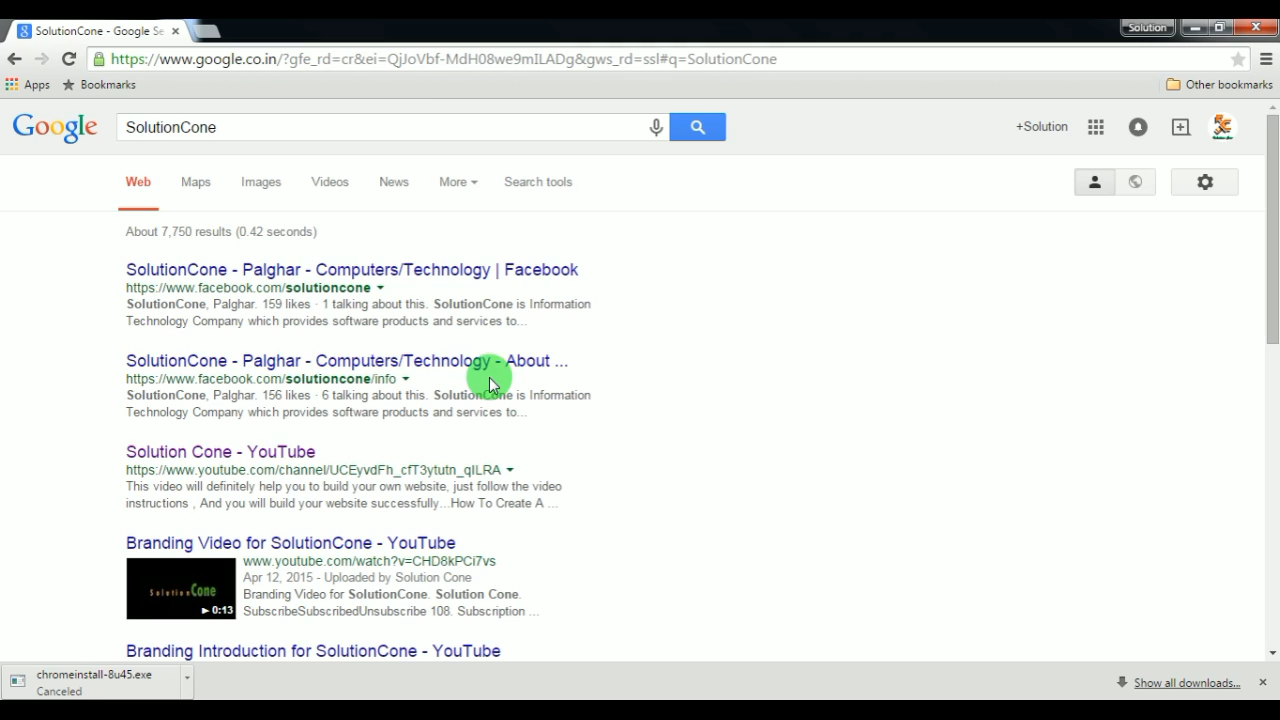 SolutionCone - Google Se
Solution
https://www.google.co.in/?gfe_rd=cr&ei=QjJoVbf-MdH08we9mILADg&gws_rd=ssl#q=SolutionCone
Apps Bookmarks Other bookmarks
Google SolutionCone +Solution
Web Maps Images Videos News More Search tools
About 7,750 results (0.42 seconds)
SolutionCone - Palghar - Computers/Technology | Facebook
https://www.facebook.com/solutioncone
SolutionCone, Palghar. 159 likes · 1 talking about this. SolutionCone is Information
Technology Company which provides software products and services to...
SolutionCone - Palghar - Computers/Technology - About ...
https://www.facebook.com/solutioncone/info
SolutionCone, Palghar. 156 likes · 6 talking about this. SolutionCone is Information
Technology Company which provides software products and services to...
Solution Cone - YouTube
https://www.youtube.com/channel/UCEyvdFh_cfT3ytutn_qILRA
This video will definitely help you to build your own website, just follow the video
instructions , And you will build your website successfully...How To Create A ...
Branding Video for SolutionCone - YouTube
www.youtube.com/watch?v=CHD8kPCi7vs
Apr 12, 2015 - Uploaded by Solution Cone
Branding Video for SolutionCone. Solution Cone.
SubscribeSubscribedUnsubscribe 108. Subscription ...
SolutionCone
0:13
Branding Introduction for SolutionCone - YouTube
chromeinstall-8u45.exe
Canceled
Show all downloads...